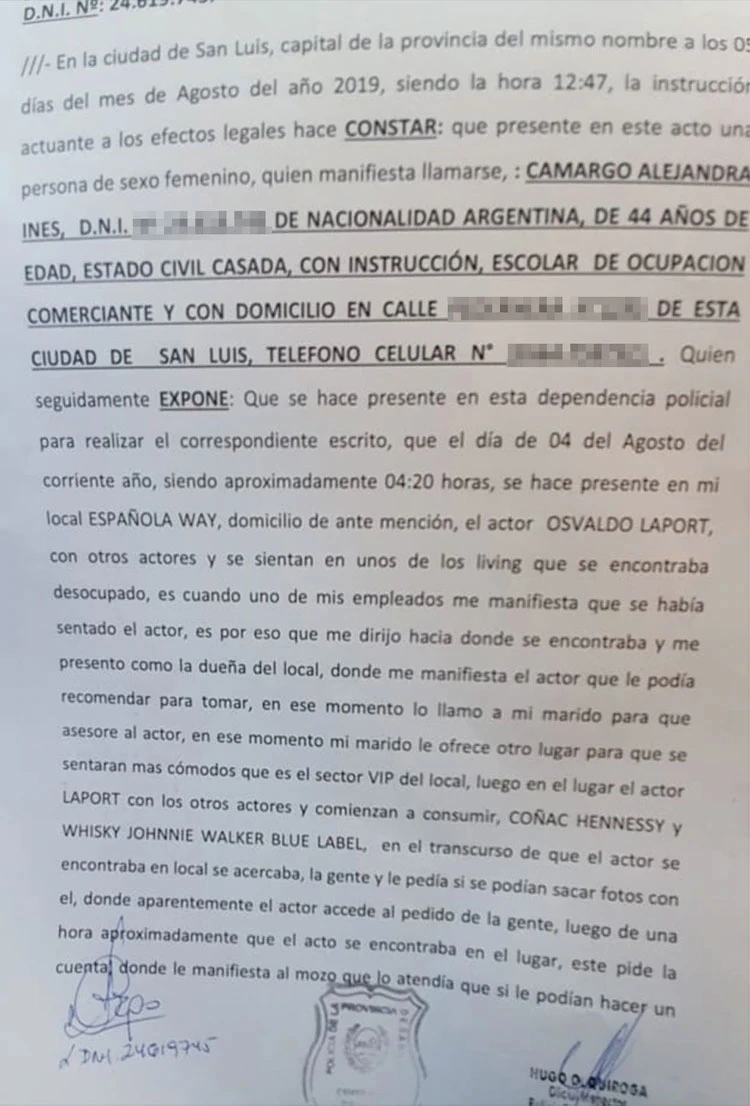 D.N.I. Nº: 24.619.745.
///- En la ciudad de San Luis, capital de la provincia del mismo nombre a los 05
días del mes de Agosto del año 2019, siendo la hora 12:47, la instrucción
actuante a los efectos legales hace CONSTAR: que presente en este acto una
persona de sexo femenino, quien manifiesta llamarse, : CAMARGO ALEJANDRA
INES, D.N.I. DE NACIONALIDAD ARGENTINA, DE 44 AÑOS DE
EDAD, ESTADO CIVIL CASADA, CON INSTRUCCIÓN, ESCOLAR DE OCUPACION
COMERCIANTE Y CON DOMICILIO EN CALLE DE ESTA
CIUDAD DE SAN LUIS, TELEFONO CELULAR N° . Quien
seguidamente EXPONE: Que se hace presente en esta dependencia policial
para realizar el correspondiente escrito, que el día de 04 del Agosto del
corriente año, siendo aproximadamente 04:20 horas, se hace presente en mi
local ESPAÑOLA WAY, domicilio de ante mención, el actor OSVALDO LAPORT,
con otros actores y se sientan en unos de los living que se encontraba
desocupado, es cuando uno de mis empleados me manifiesta que se había
sentado el actor, es por eso que me dirijo hacia donde se encontraba y me
presento como la dueña del local, donde me manifiesta el actor que le podía
recomendar para tomar, en ese momento lo llamo a mi marido para que
asesore al actor, en ese momento mi marido le ofrece otro lugar para que se
sentaran mas cómodos que es el sector VIP del local, luego en el lugar el actor
LAPORT con los otros actores y comienzan a consumir, COÑAC HENNESSY y
WHISKY JOHNNIE WALKER BLUE LABEL, en el transcurso de que el actor se
encontraba en local se acercaba, la gente y le pedía si se podían sacar fotos con
el, donde aparentemente el actor accede al pedido de la gente, luego de una
hora aproximadamente que el acto se encontraba en el lugar, este pide la
cuenta, donde le manifiesta al mozo que lo atendía que si le podían hacer un
DNI. 24619745
POLICIA DE PROVINCIA
HUGO D. QUIROGA